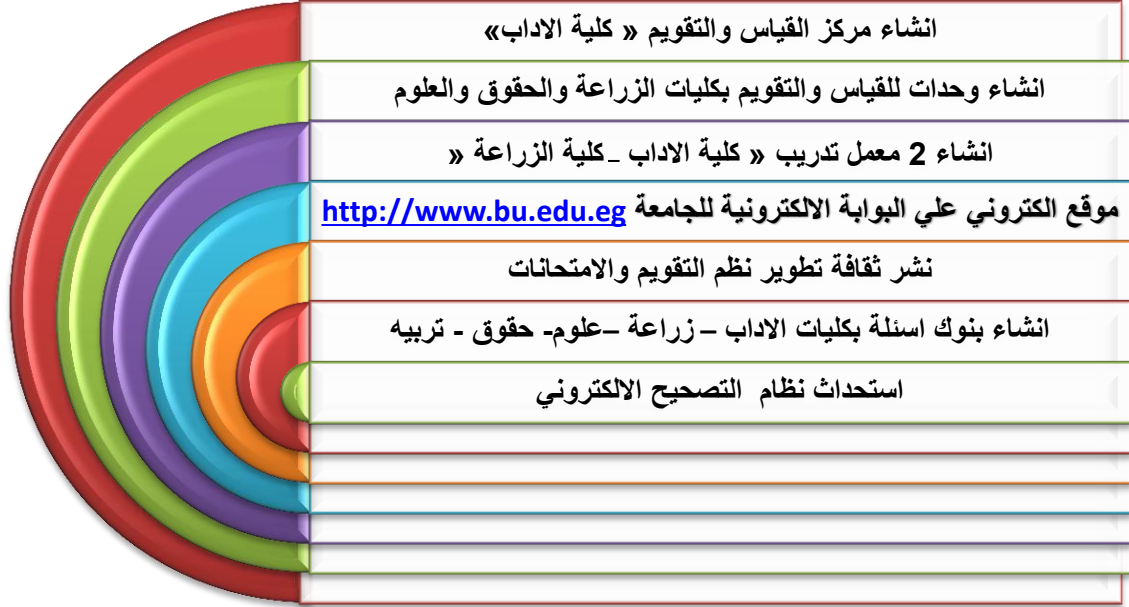 انشاء مركز القياس والتقويم « كلية الاداب»
انشاء وحدات للقياس والتقويم بكليات الزراعة والحقوق والعلوم
انشاء 2 معمل تدريب « كلية الاداب - كلية الزراعة «
موقع الكتروني علي البوابة الالكترونية للجامعة http://www.bu.edu.eg
نشر ثقافة تطوير نظم التقويم والامتحانات
انشاء بنوك اسئلة بكليات الاداب – زراعة –علوم- حقوق - تربيه
استحداث نظام التصحيح الالكتروني